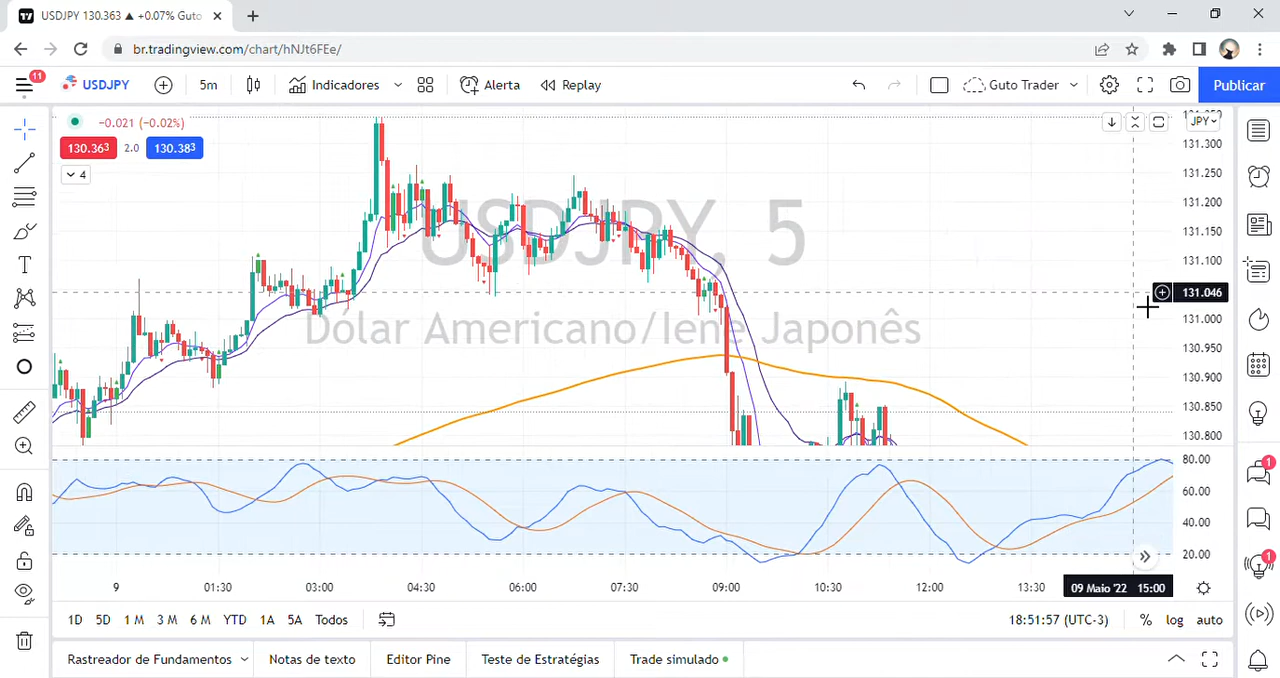 USDJPY 130.363 ▲ +0.07% Guto
br.tradingview.com/chart/hNJt6FEe/
11
USDJPY
5m
Indicadores
Alerta
Replay
Guto Trader
Publicar
−0.021 (−0.02%)
JPY
130.363
2.0
130.383
4
131.300
131.250
131.200
131.150
131.100
131.046
131.000
130.950
130.900
130.850
130.800
USDJPY, 5
Dólar Americano/Iene Japonês
80.00
60.00
40.00
20.00
1
1
9
01:30
03:00
04:30
06:00
07:30
09:00
10:30
12:00
13:30
09 Maio '22 15:00
1D 5D 1 M 3 M 6 M YTD 1A 5A Todos
18:51:57 (UTC-3)
% log auto
Rastreador de Fundamentos
Notas de texto
Editor Pine
Teste de Estratégias
Trade simulado